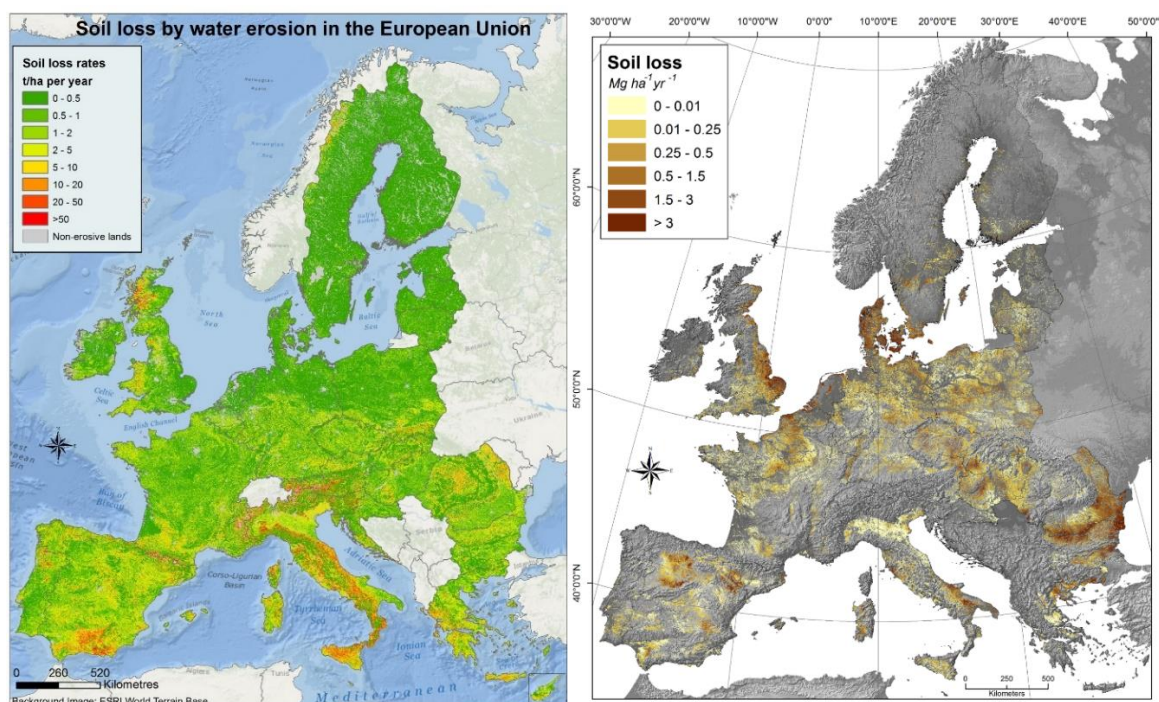 Soil loss by water erosion in the European Union
Soil loss rates
t/ha per year
0 - 0.5
0.5 - 1
1 - 2
2 - 5
5 - 10
10 - 20
20 - 50
>50
Non-erosive lands
Norwegian
Sea
North
Sea
Baltic
Sea
Celtic
Sea
English Channel
Bay of
Biscay
Ukraine
Corso-Ligurian
Basin
Adriatic Sea
Tyrrhenian
Sea
Ionian
Sea
Mediterranean
Algeria
Tunis
0 260 520
Kilometres
Background Image: ESRI World Terrain Base
30°0'0"W 20°0'0"W 10°0'0"W 0°0'0" 10°0'0"E 20°0'0"E 30°0'0"E 40°0'0"E 50°0'
Soil loss
Mg ha⁻¹ yr⁻¹
0 - 0.01
0.01 - 0.25
0.25 - 0.5
0.5 - 1.5
1.5 - 3
> 3
60°0'0"N
50°0'0"N
40°0'0"N
N
Kilometers
0 250 500